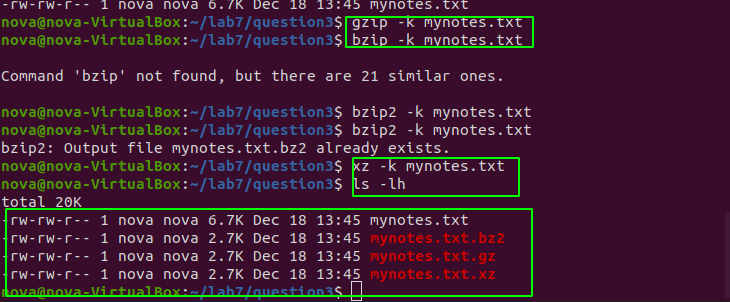 -rw-rw-r-- 1 nova nova 6.7K Dec 18 13:45 mynotes.txt
nova@nova-VirtualBox:~/lab7/question3$ gzip -k mynotes.txt
nova@nova-VirtualBox:~/lab7/question3$ bzip -k mynotes.txt
Command 'bzip' not found, but there are 21 similar ones.
nova@nova-VirtualBox:~/lab7/question3$ bzip2 -k mynotes.txt
nova@nova-VirtualBox:~/lab7/question3$ bzip2 -k mynotes.txt
bzip2: Output file mynotes.txt.bz2 already exists.
nova@nova-VirtualBox:~/lab7/question3$ xz -k mynotes.txt
nova@nova-VirtualBox:~/lab7/question3$ ls -lh
total 20K
-rw-rw-r-- 1 nova nova 6.7K Dec 18 13:45 mynotes.txt
-rw-rw-r-- 1 nova nova 2.7K Dec 18 13:45 mynotes.txt.bz2
-rw-rw-r-- 1 nova nova 2.7K Dec 18 13:45 mynotes.txt.gz
-rw-rw-r-- 1 nova nova 2.7K Dec 18 13:45 mynotes.txt.xz
nova@nova-VirtualBox:~/lab7/question3$